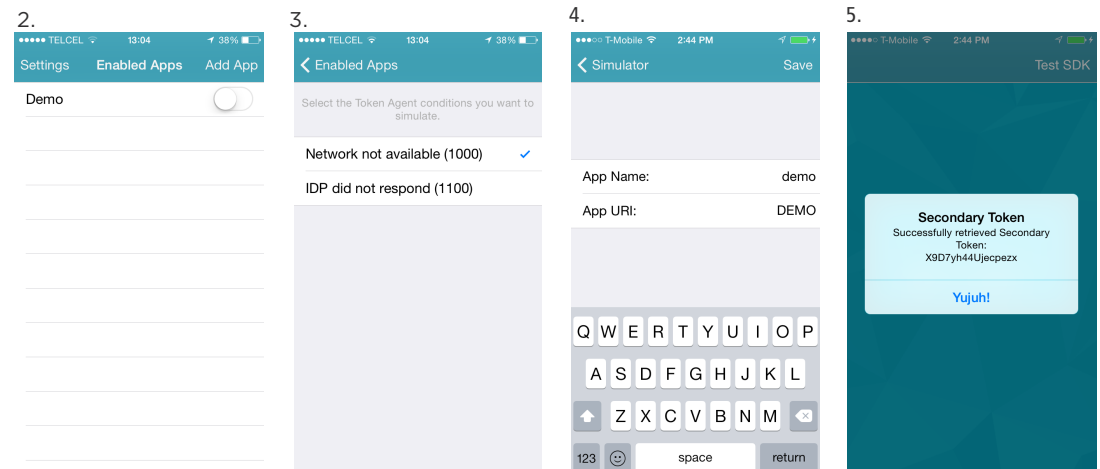 2.
TELCEL 13:04 38%
Settings Enabled Apps Add App
Demo
3.
TELCEL 13:04 38%
Enabled Apps
Select the Token Agent conditions you want to
simulate.
Network not available (1000)
IDP did not respond (1100)
4.
T-Mobile 2:44 PM
Simulator Save
App Name: demo
App URI: DEMO
Q W E R T Y U I O P
A S D F G H J K L
Z X C V B N M
123 space return
5.
T-Mobile 2:44 PM
Test SDK
Secondary Token
Successfully retrieved Secondary
Token:
X9D7yh44Ujecpezx
Yujuh!